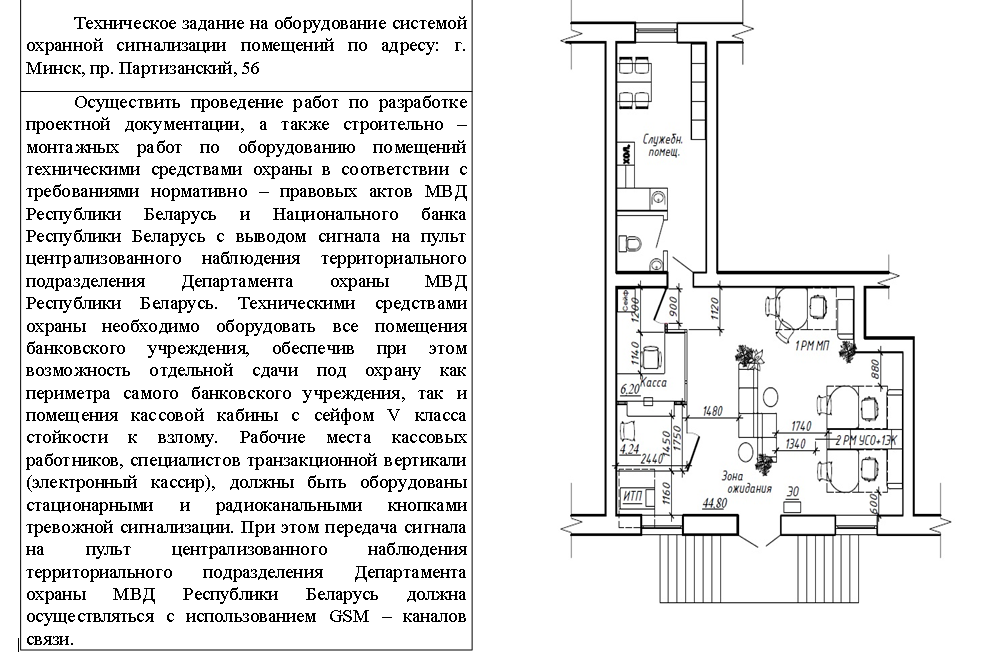 Техническое задание на оборудование системой
охранной сигнализации помещений по адресу: г.
Минск, пр. Партизанский, 56
Осуществить проведение работ по разработке
проектной документации, а также строительно –
монтажных работ по оборудованию помещений
техническими средствами охраны в соответствии с
требованиями нормативно – правовых актов МВД
Республики Беларусь и Национального банка
Республики Беларусь с выводом сигнала на пульт
централизованного наблюдения территориального
подразделения Департамента охраны МВД
Республики Беларусь. Техническими средствами
охраны необходимо оборудовать все помещения
банковского учреждения, обеспечив при этом
возможность отдельной сдачи под охрану как
периметра самого банковского учреждения, так и
помещения кассовой кабины с сейфом V класса
стойкости к взлому. Рабочие места кассовых
работников, специалистов транзакционной вертикали
(электронный кассир), должны быть оборудованы
стационарными и радиоканальными кнопками
тревожной сигнализации. При этом передача сигнала
на пульт централизованного наблюдения
территориального подразделения Департамента
охраны МВД Республики Беларусь должна
осуществляться с использованием GSM – каналов
связи.
Служебн.
помещ.
ХОЛ.
Сейф
1200
900
1120
1140
1 РМ МП
880
6.20
Касса
1480
1740
1340
2 РМ УСО+1ЭК
4.24
2440
1450
1750
1160
ИТП
Зона
ожидания
44.80
ЭО
600